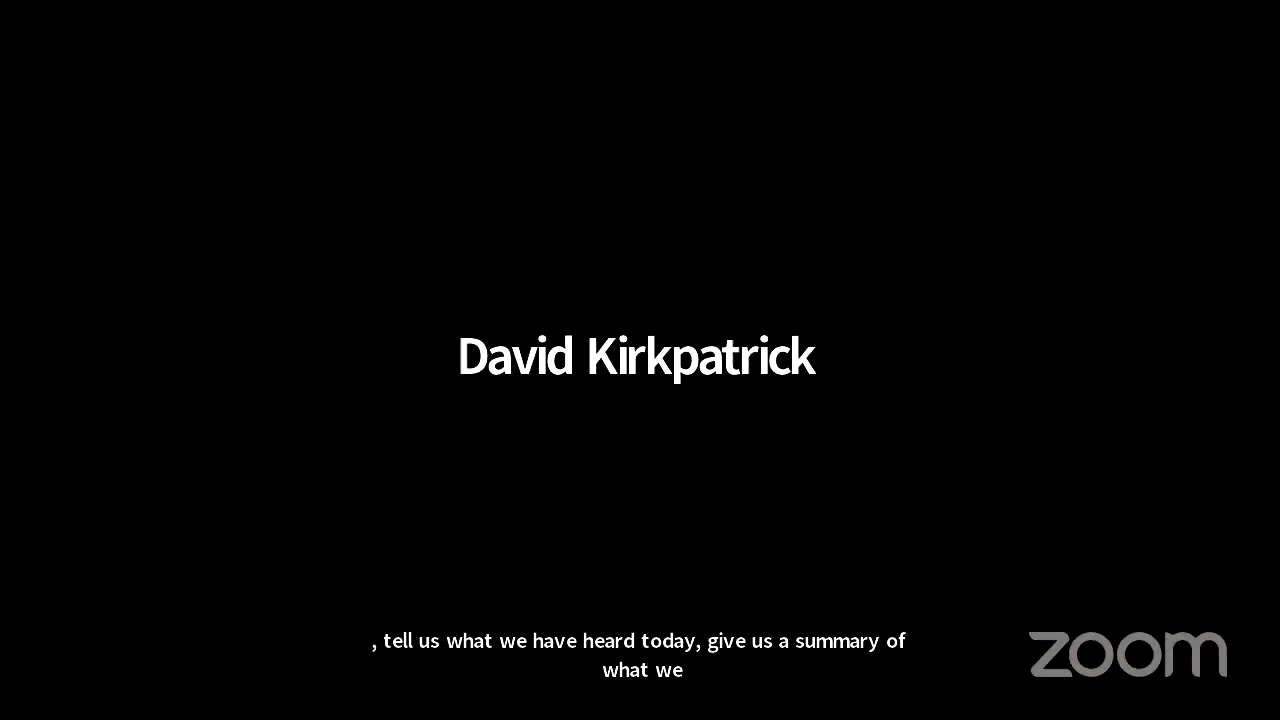 David Kirkpatrick
, tell us what we have heard today, give us a summary of
what we
zoom